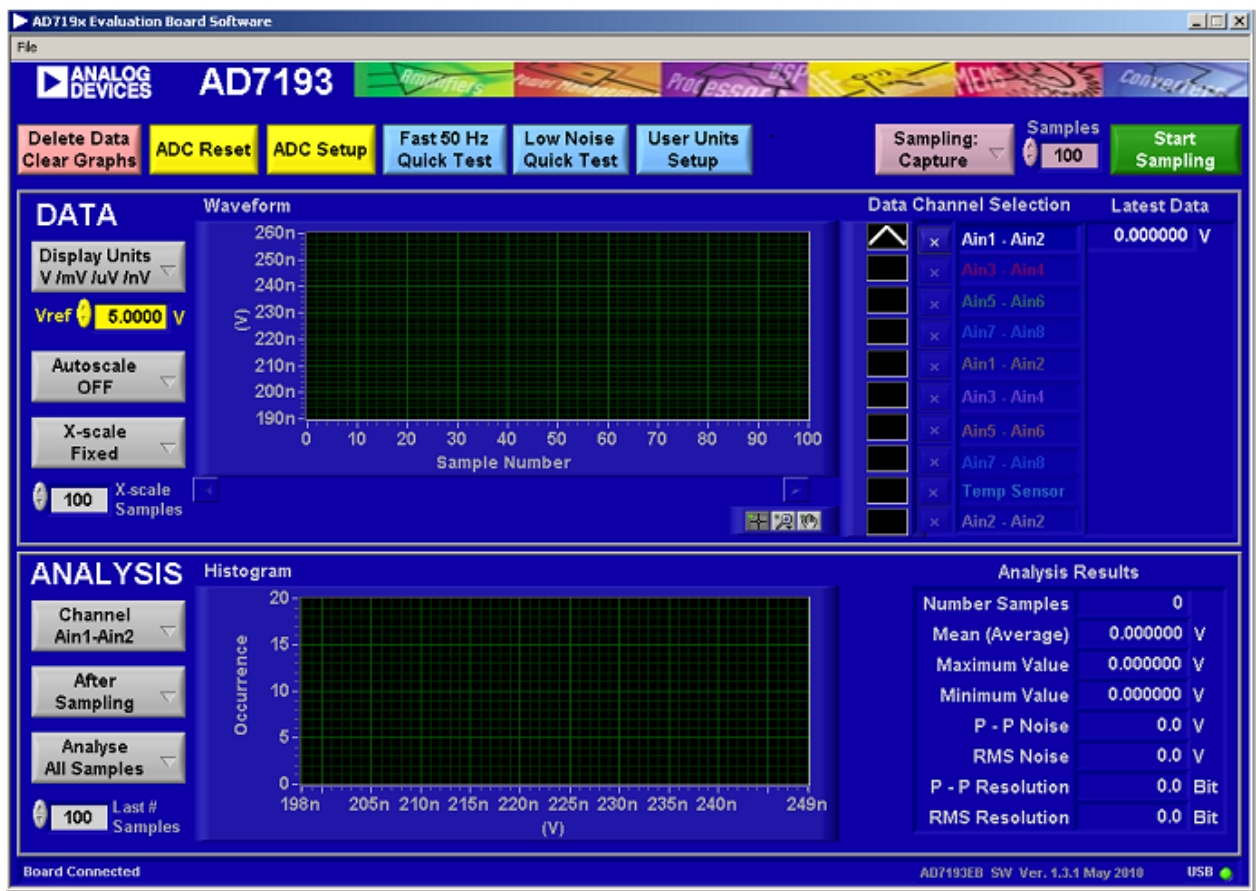 AD719x Evaluation Board Software
File
ANALOG DEVICES
AD7193
Amplifiers
Power Management
Processors
DSP
MEMS
Converters
Delete Data
Clear Graphs
ADC Reset
ADC Setup
Fast 50 Hz
Quick Test
Low Noise
Quick Test
User Units
Setup
Sampling:
Capture
Samples
100
Start
Sampling
DATA
Display Units
V /mV /uV /nV
Vref 5.0000 V
Autoscale
OFF
X-scale
Fixed
100 X-scale
Samples
Waveform
260n
250n
240n
230n
220n
210n
200n
190n
(V)
0 10 20 30 40 50 60 70 80 90 100
Sample Number
Data Channel Selection
Latest Data
Ain1 - Ain2 0.000000 V
Ain3 - Ain4
Ain5 - Ain6
Ain7 - Ain8
Ain1 - Ain2
Ain3 - Ain4
Ain5 - Ain6
Ain7 - Ain8
Temp Sensor
Ain2 - Ain2
ANALYSIS
Channel
Ain1-Ain2
After
Sampling
Analyse
All Samples
100 Last #
Samples
Histogram
20
15
10
5
0
Occurrence
198n 205n 210n 215n 220n 225n 230n 235n 240n 249n
(V)
Analysis Results
Number Samples 0
Mean (Average) 0.000000 V
Maximum Value 0.000000 V
Minimum Value 0.000000 V
P - P Noise 0.0 V
RMS Noise 0.0 V
P - P Resolution 0.0 Bit
RMS Resolution 0.0 Bit
Board Connected
AD7193EB SW Ver. 1.3.1 May 2010
USB